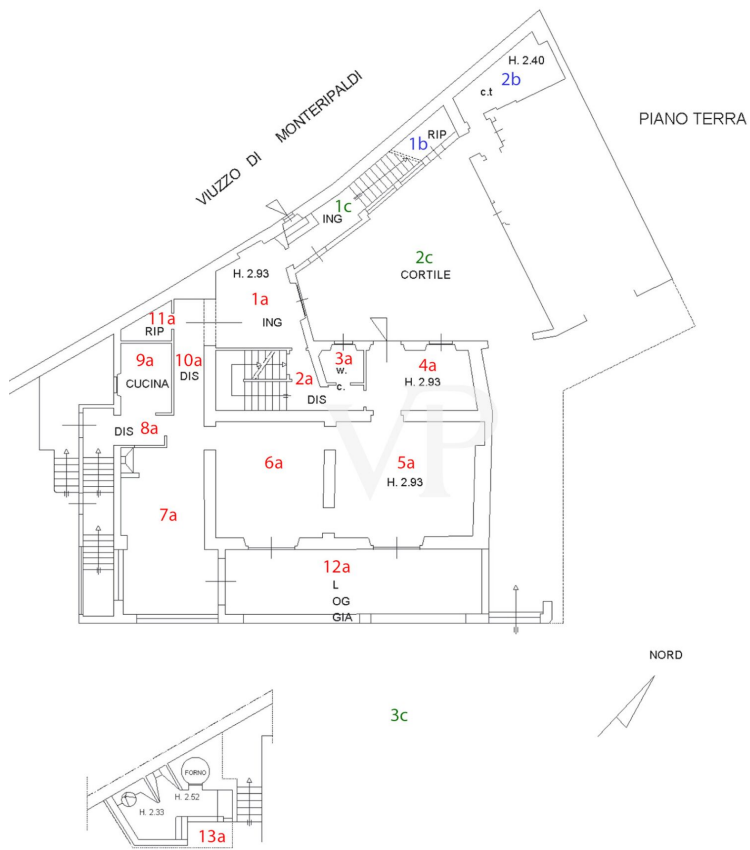 H. 2.40
2b
c.t
PIANO TERRA
VIUZZO DI MONTERIPALDI
RIP
1b
1c
ING
2c
CORTILE
H. 2.93
1a
ING
11a
RIP
9a
CUCINA
10a
DIS
3a
w.
c.
4a
H. 2.93
2a
DIS
DIS
8a
6a
5a
H. 2.93
VP
7a
12a
L
OG
GIA
NORD
3c
FORNO
H. 2.52
H. 2.33
13a